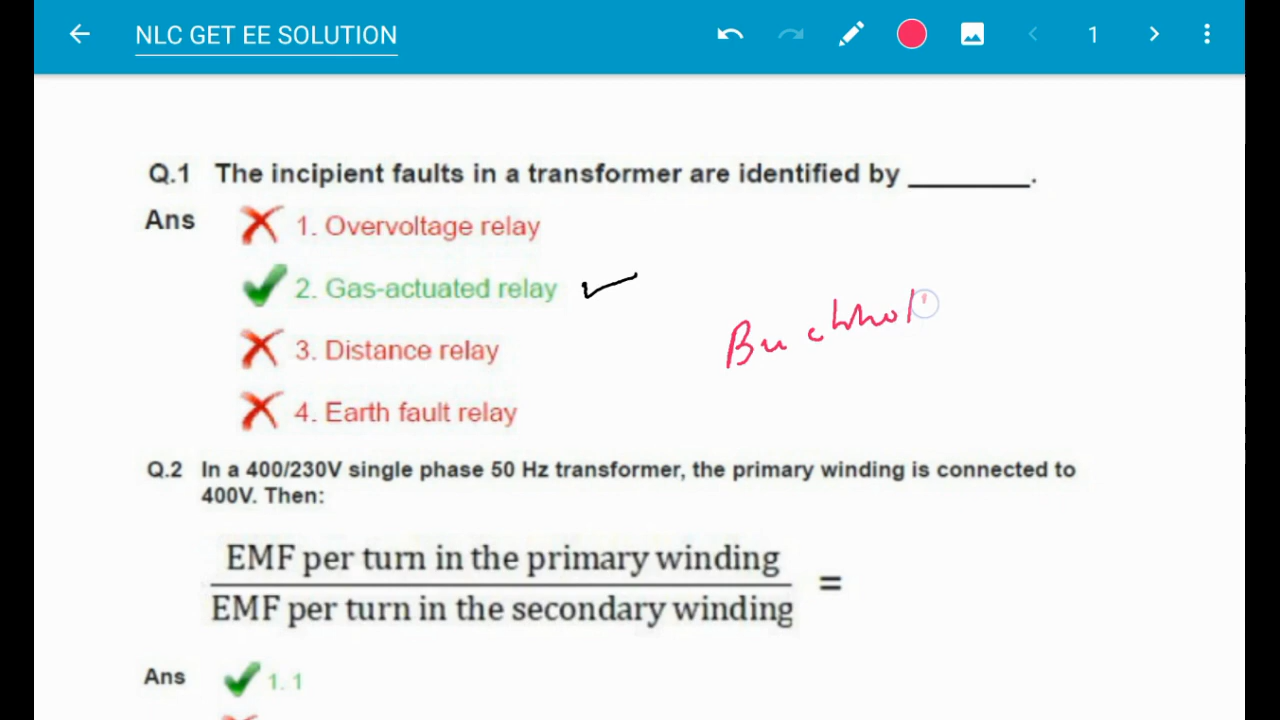 NLC GET EE SOLUTION
1
Q.1 The incipient faults in a transformer are identified by ________.
Ans
1. Overvoltage relay
2. Gas-actuated relay
3. Distance relay
4. Earth fault relay
Buchhol
Q.2 In a 400/230V single phase 50 Hz transformer, the primary winding is connected to
400V. Then:
EMF per turn in the primary winding
=
EMF per turn in the secondary winding
Ans
1. 1